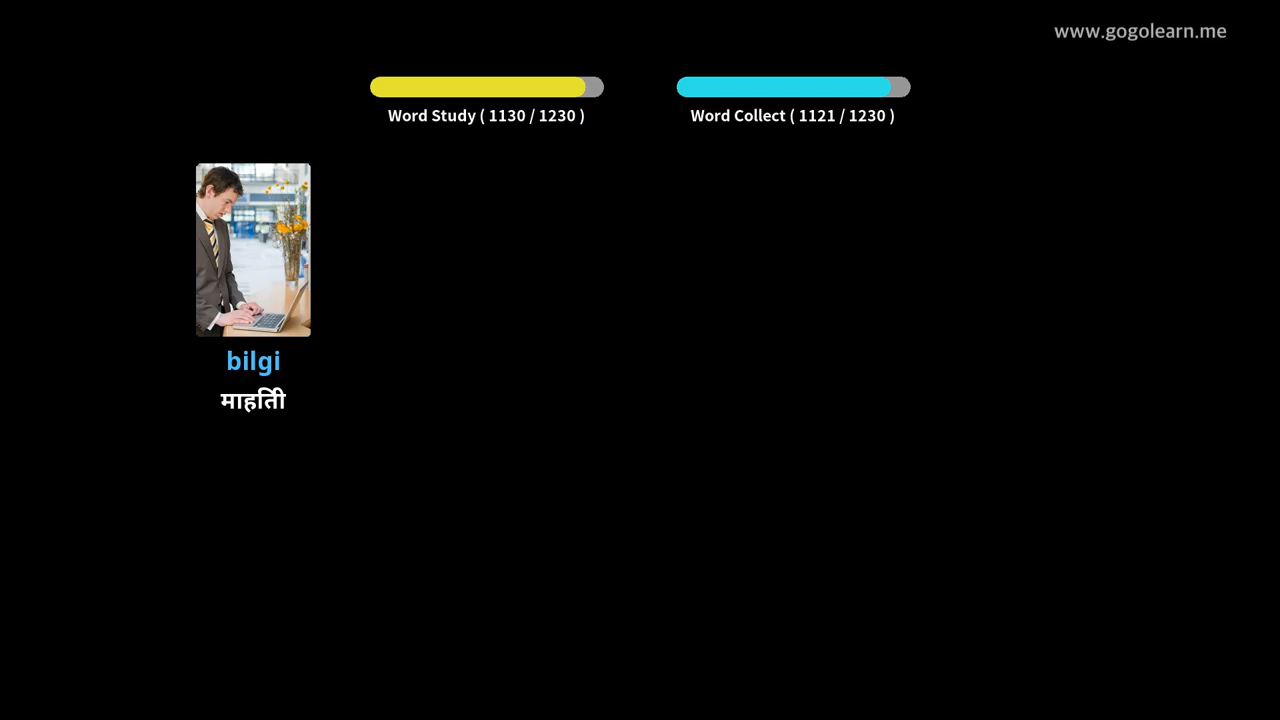 www.gogolearn.me
Word Study ( 1130 / 1230 )
Word Collect ( 1121 / 1230 )
bilgi
माहिती